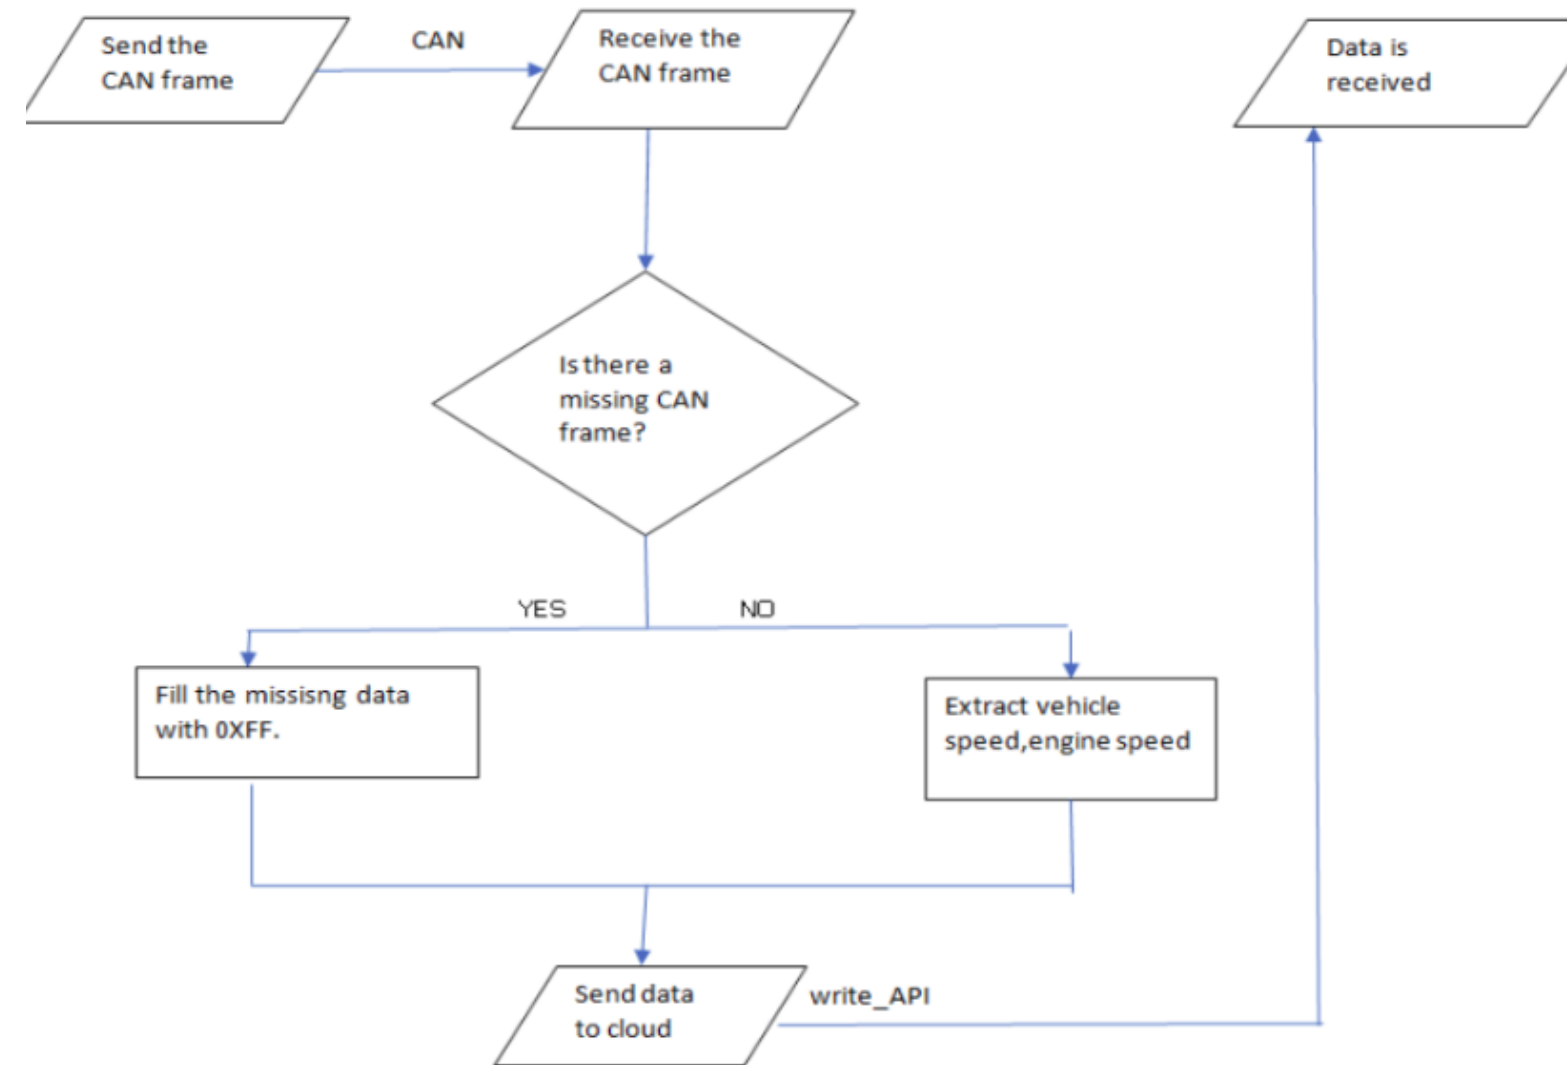 Send the
CAN frame
CAN
Receive the
CAN frame
Data is
received
Is there a
missing CAN
frame?
YES
NO
Fill the missisng data
with 0XFF.
Extract vehicle
speed,engine speed
Send data
to cloud
write_API